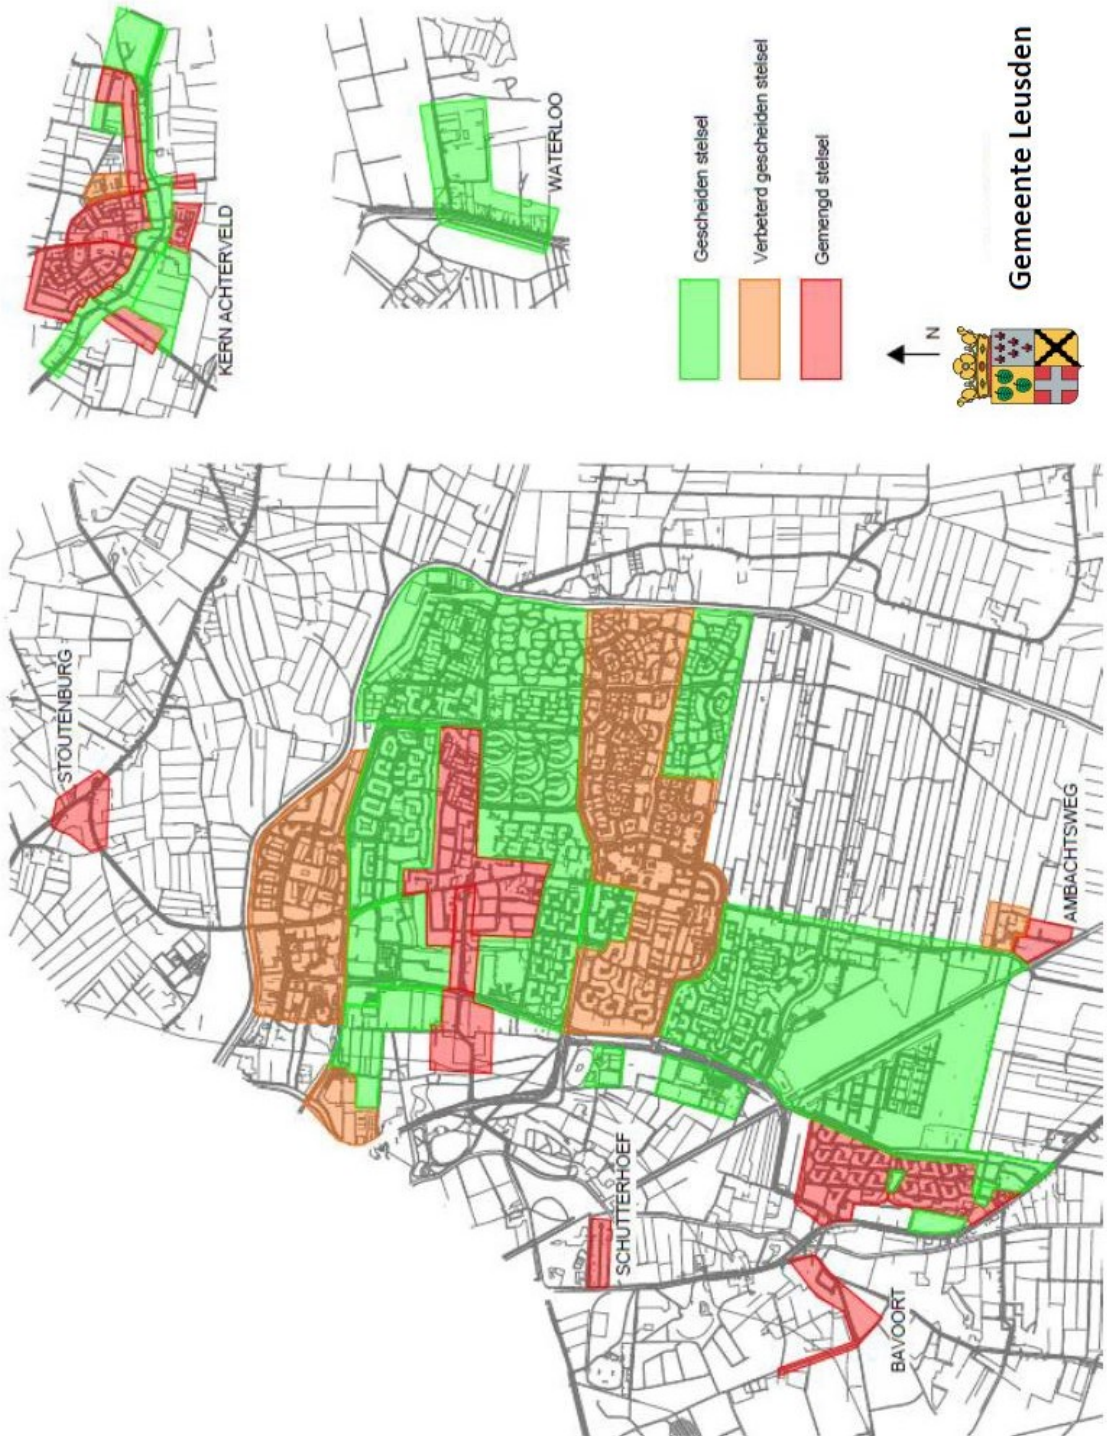 KERN ACHTERVELD
WATERLOO
Gescheiden stelsel
Verbeterd gescheiden stelsel
Gemengd stelsel
N
Gemeente Leusden
STOUTENBURG
SCHUTTERHOEF
BAVOORT
AMBACHTSWEG